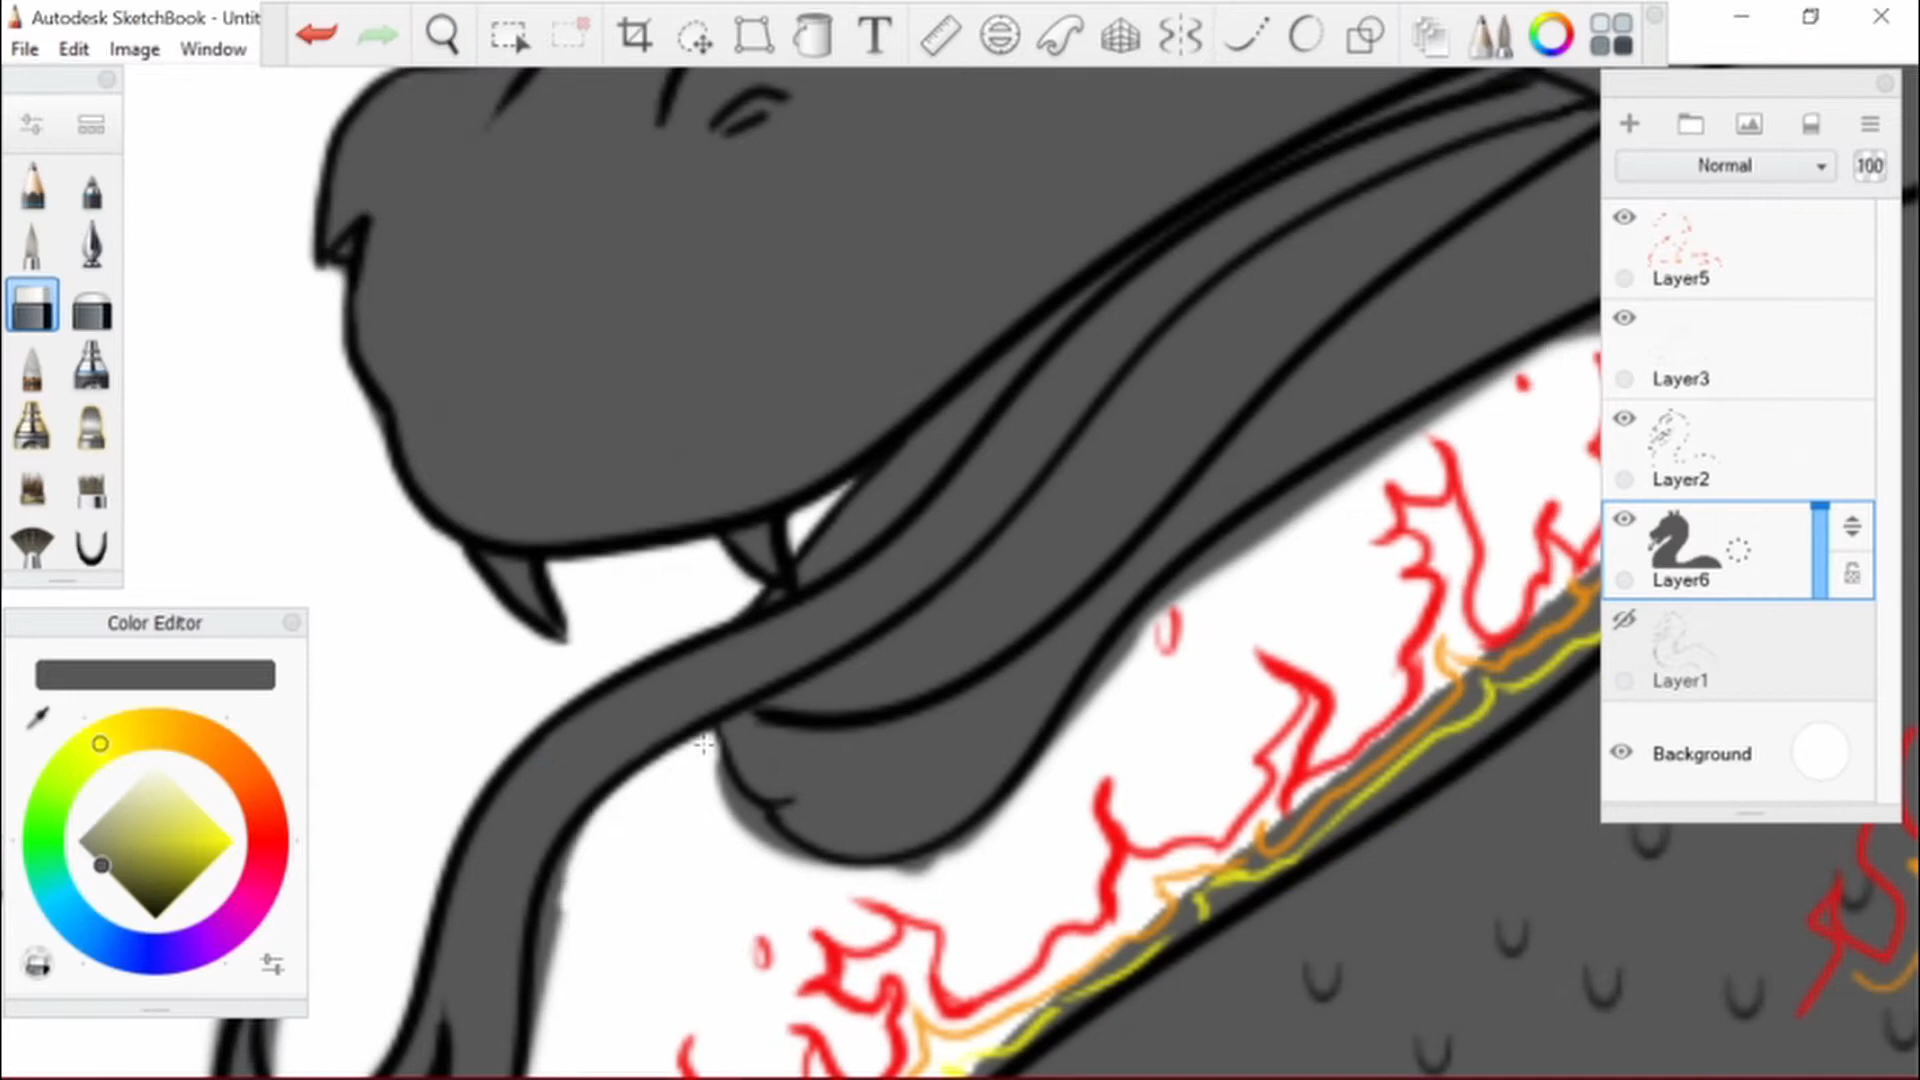 Autodesk SketchBook - Untit
File Edit Image Window
T
Normal 100
Layer5
Layer3
Layer2
Layer6
Layer1
Background
Color Editor